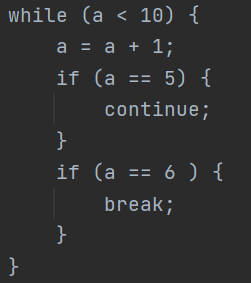 while (a < 10) {
    a = a + 1;
    if (a == 5) {
        continue;
    }
    if (a == 6 ) {
        break;
    }
}